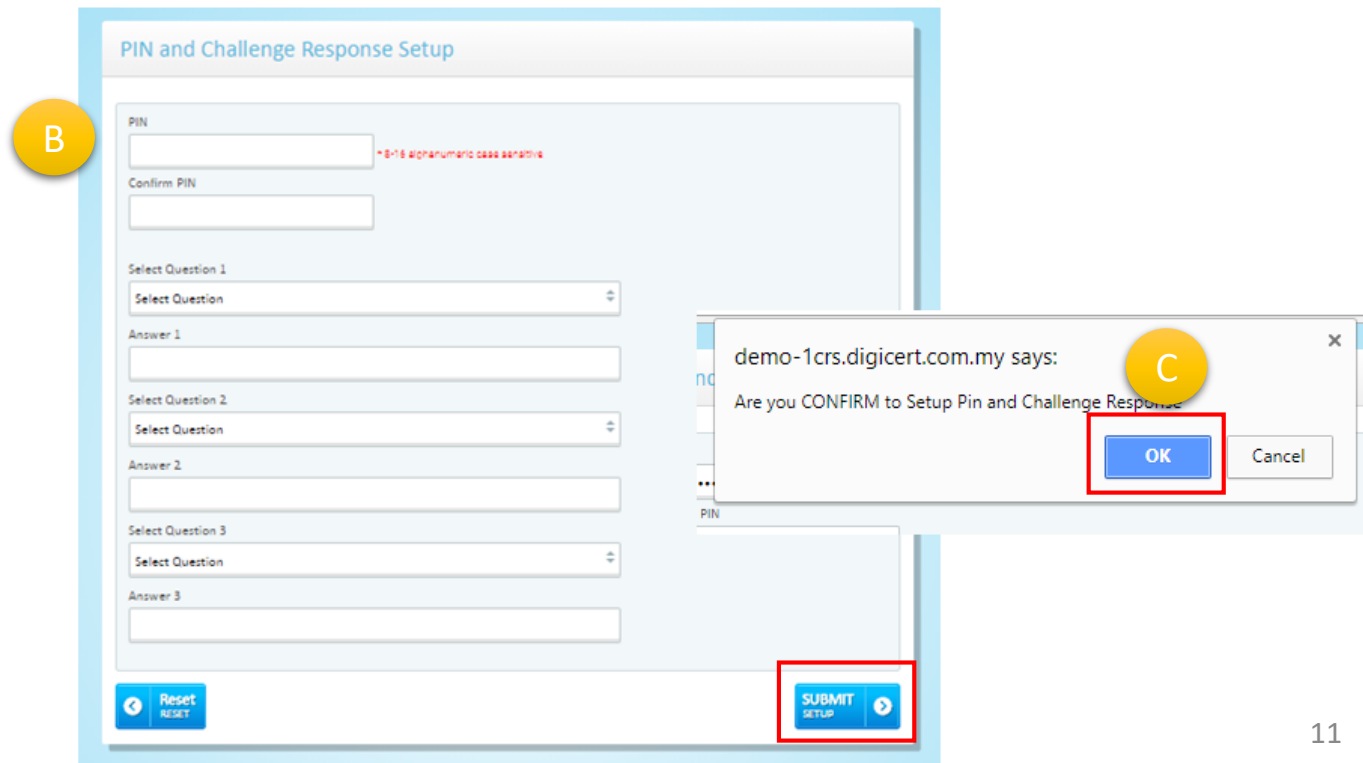 PIN and Challenge Response Setup
B
PIN
* 8-16 alphanumeric case sensitive
Confirm PIN
Select Question 1
Select Question
Answer 1
Select Question 2
Select Question
Answer 2
Select Question 3
Select Question
Answer 3
Reset
RESET
SUBMIT
SETUP
demo-1crs.digicert.com.my says:
C
Are you CONFIRM to Setup Pin and Challenge Response
OK
Cancel
PIN
11